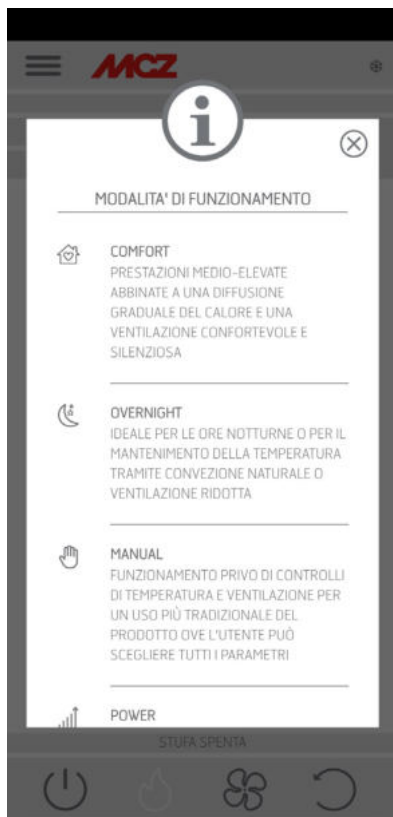 MCZ
MODALITA' DI FUNZIONAMENTO
COMFORT
PRESTAZIONI MEDIO-ELEVATE
ABBINATE A UNA DIFFUSIONE
GRADUALE DEL CALORE E UNA
VENTILAZIONE CONFORTEVOLE E
SILENZIOSA
OVERNIGHT
IDEALE PER LE ORE NOTTURNE O PER IL
MANTENIMENTO DELLA TEMPERATURA
TRAMITE CONVEZIONE NATURALE O
VENTILAZIONE RIDOTTA
MANUAL
FUNZIONAMENTO PRIVO DI CONTROLLI
DI TEMPERATURA E VENTILAZIONE PER
UN USO PIÙ TRADIZIONALE DEL
PRODOTTO OVE L'UTENTE PUÒ
SCEGLIERE TUTTI I PARAMETRI
POWER
STUFA SPENTA